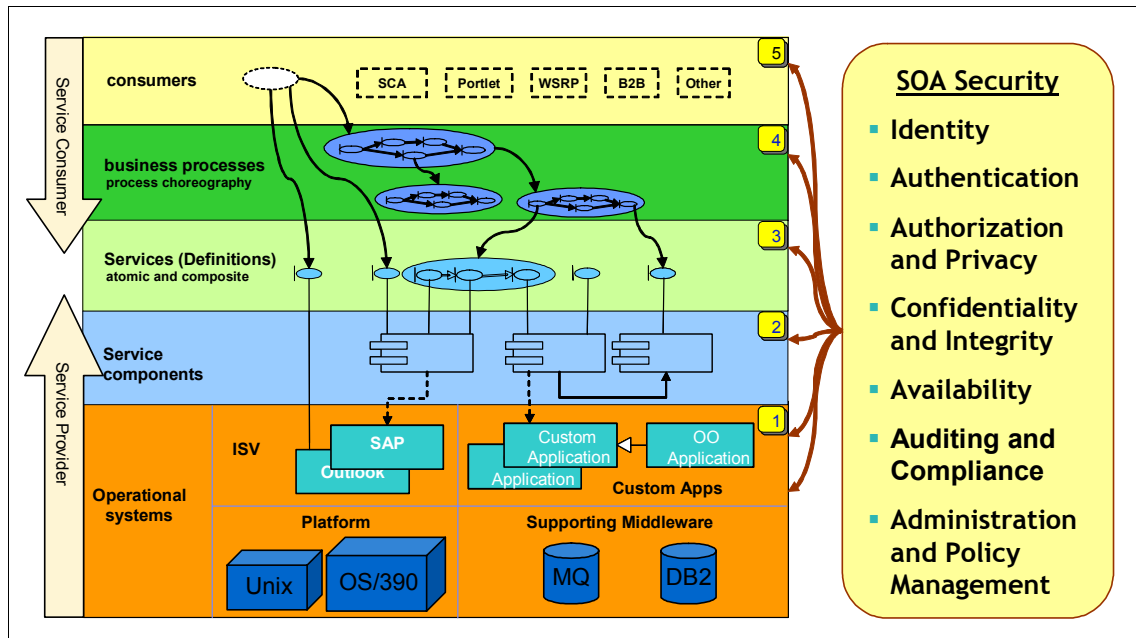 Service Consumer
Service Provider
consumers
SCA
Portlet
WSRP
B2B
Other
5
business processes
process choreography
4
Services (Definitions)
atomic and composite
3
Service
components
2
Operational
systems
ISV
SAP
Outlook
Custom
Application
Application
OO
Application
Custom Apps
1
Platform
Unix
OS/390
Supporting Middleware
MQ
DB2
SOA Security
▪ Identity
▪ Authentication
▪ Authorization
and Privacy
▪ Confidentiality
and Integrity
▪ Availability
▪ Auditing and
Compliance
▪ Administration
and Policy
Management